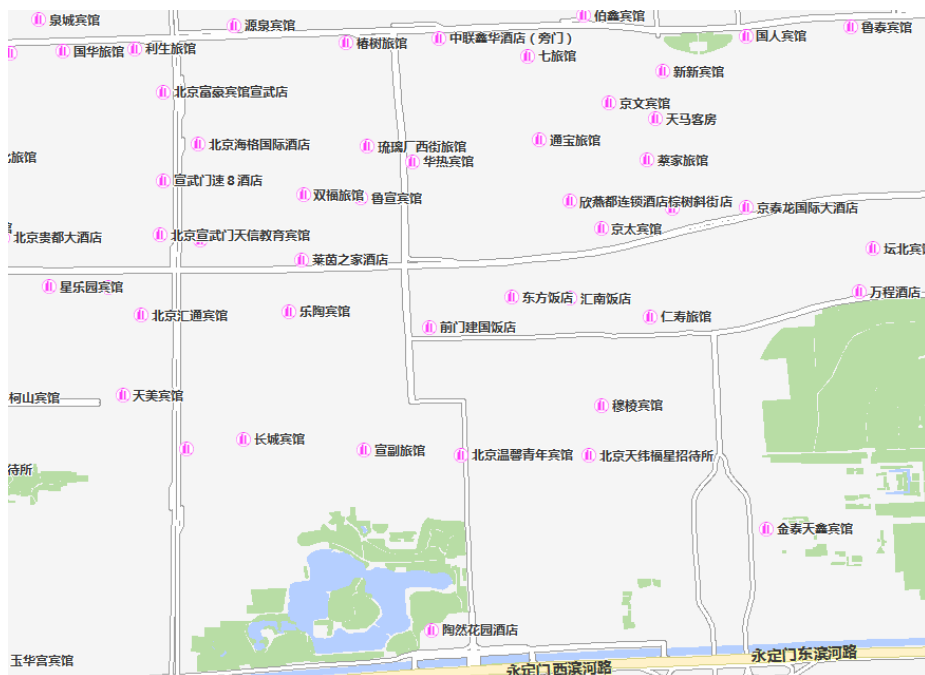 泉城宾馆
源泉宾馆
伯鑫宾馆
鲁泰宾馆
国华旅馆
利生旅馆
椿树旅馆
中联鑫华酒店（旁门）
国人宾馆
七旅馆
新新宾馆
北京富豪宾馆宣武店
京文宾馆
天马客房
北京海格国际酒店
琉璃厂西街旅馆
通宝旅馆
旅馆
华热宾馆
蔡家旅馆
宣武门速8酒店
双福旅馆
鲁宣宾馆
欣燕都连锁酒店棕树斜街店
京泰龙国际大酒店
北京贵都大酒店
北京宣武门天信教育宾馆
京太宾馆
坛北宾
莱茵之家酒店
星乐园宾馆
东方饭店
汇南饭店
万程酒店
北京汇通宾馆
乐陶宾馆
前门建国饭店
仁寿旅馆
柯山宾馆
天美宾馆
穆棱宾馆
长城宾馆
宣副旅馆
北京温馨青年宾馆
北京天纬福星招待所
待所
金泰天鑫宾馆
陶然花园酒店
玉华宫宾馆
永定门西滨河路
永定门东滨河路